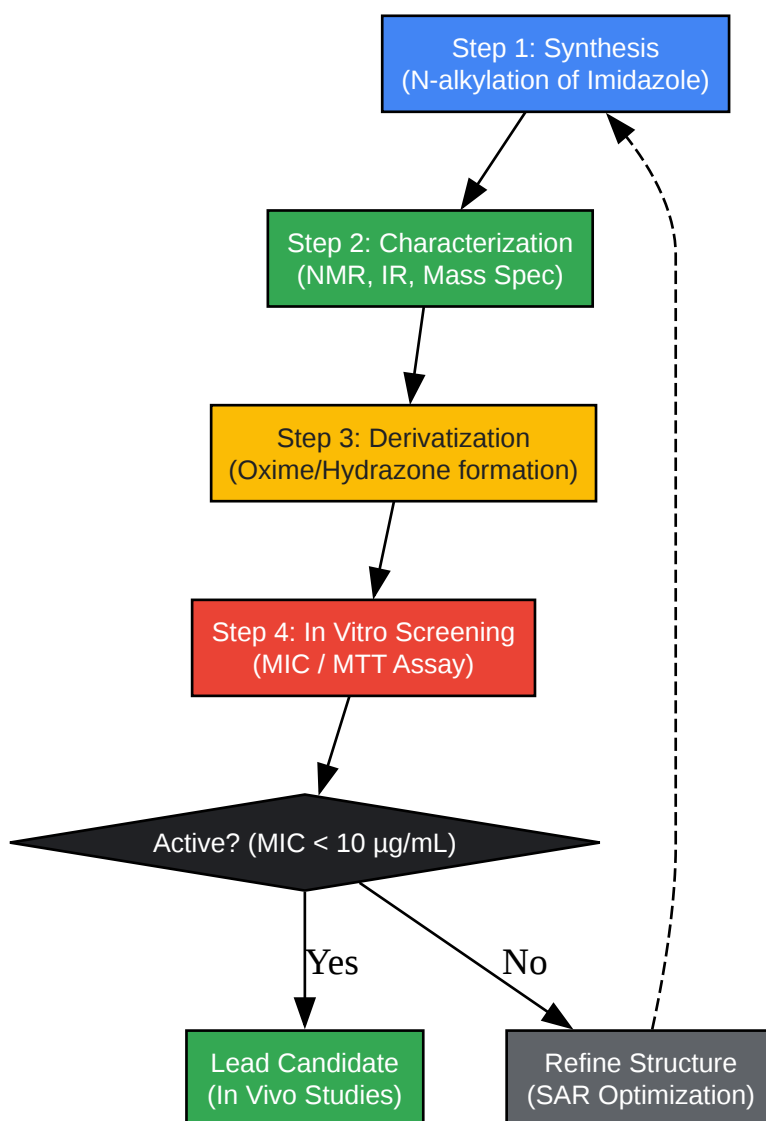 Step 1: Synthesis
(N-alkylation of Imidazole)
Step 2: Characterization
(NMR, IR, Mass Spec)
Step 3: Derivatization
(Oxime/Hydrazone formation)
Step 4: In Vitro Screening
(MIC / MTT Assay)
Active? (MIC < 10 µg/mL)
Yes
No
Lead Candidate
(In Vivo Studies)
Refine Structure
(SAR Optimization)